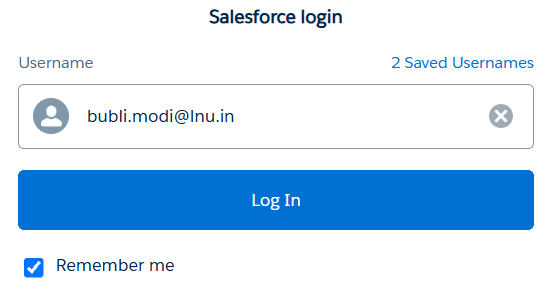 Salesforce login
Username 2 Saved Usernames
bubli.modi@lnu.in
Log In
Remember me